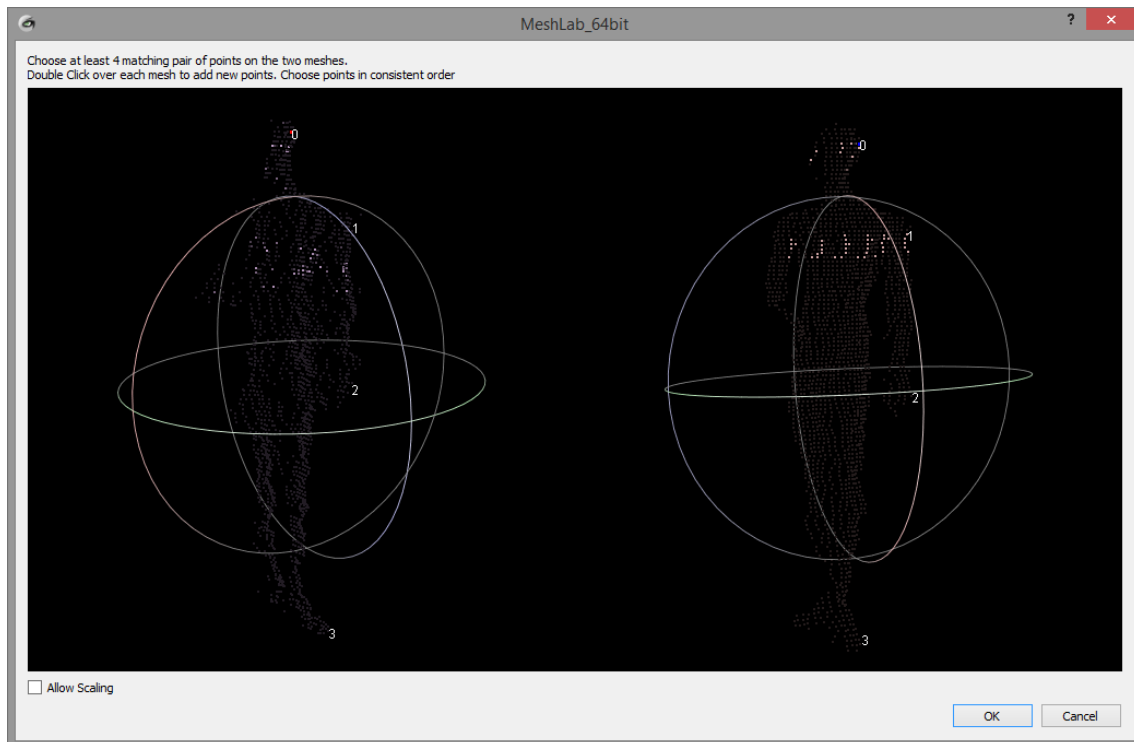 MeshLab_64bit
?
Choose at least 4 matching pair of points on the two meshes.
Double Click over each mesh to add new points. Choose points in consistent order
0
0
1
1
2
2
3
3
Allow Scaling
OK Cancel